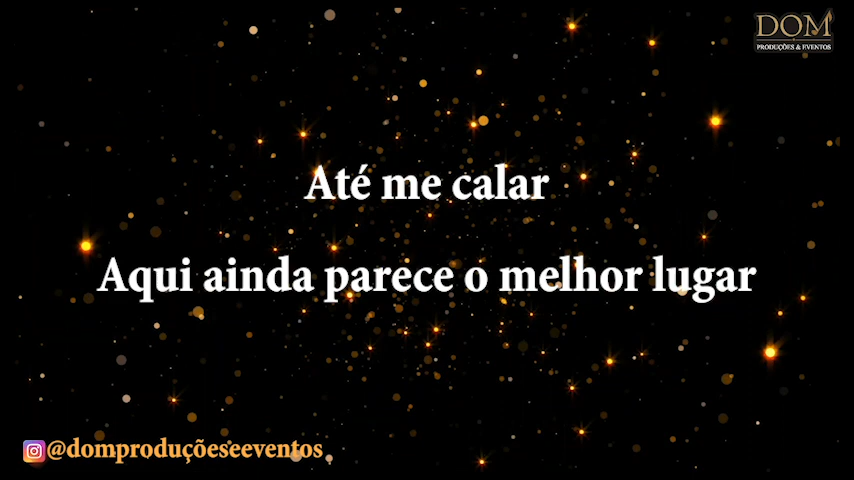 DOM
PRODUÇÕES & EVENTOS
Até me calar
Aqui ainda parece o melhor lugar
@domproduçõeseeventos